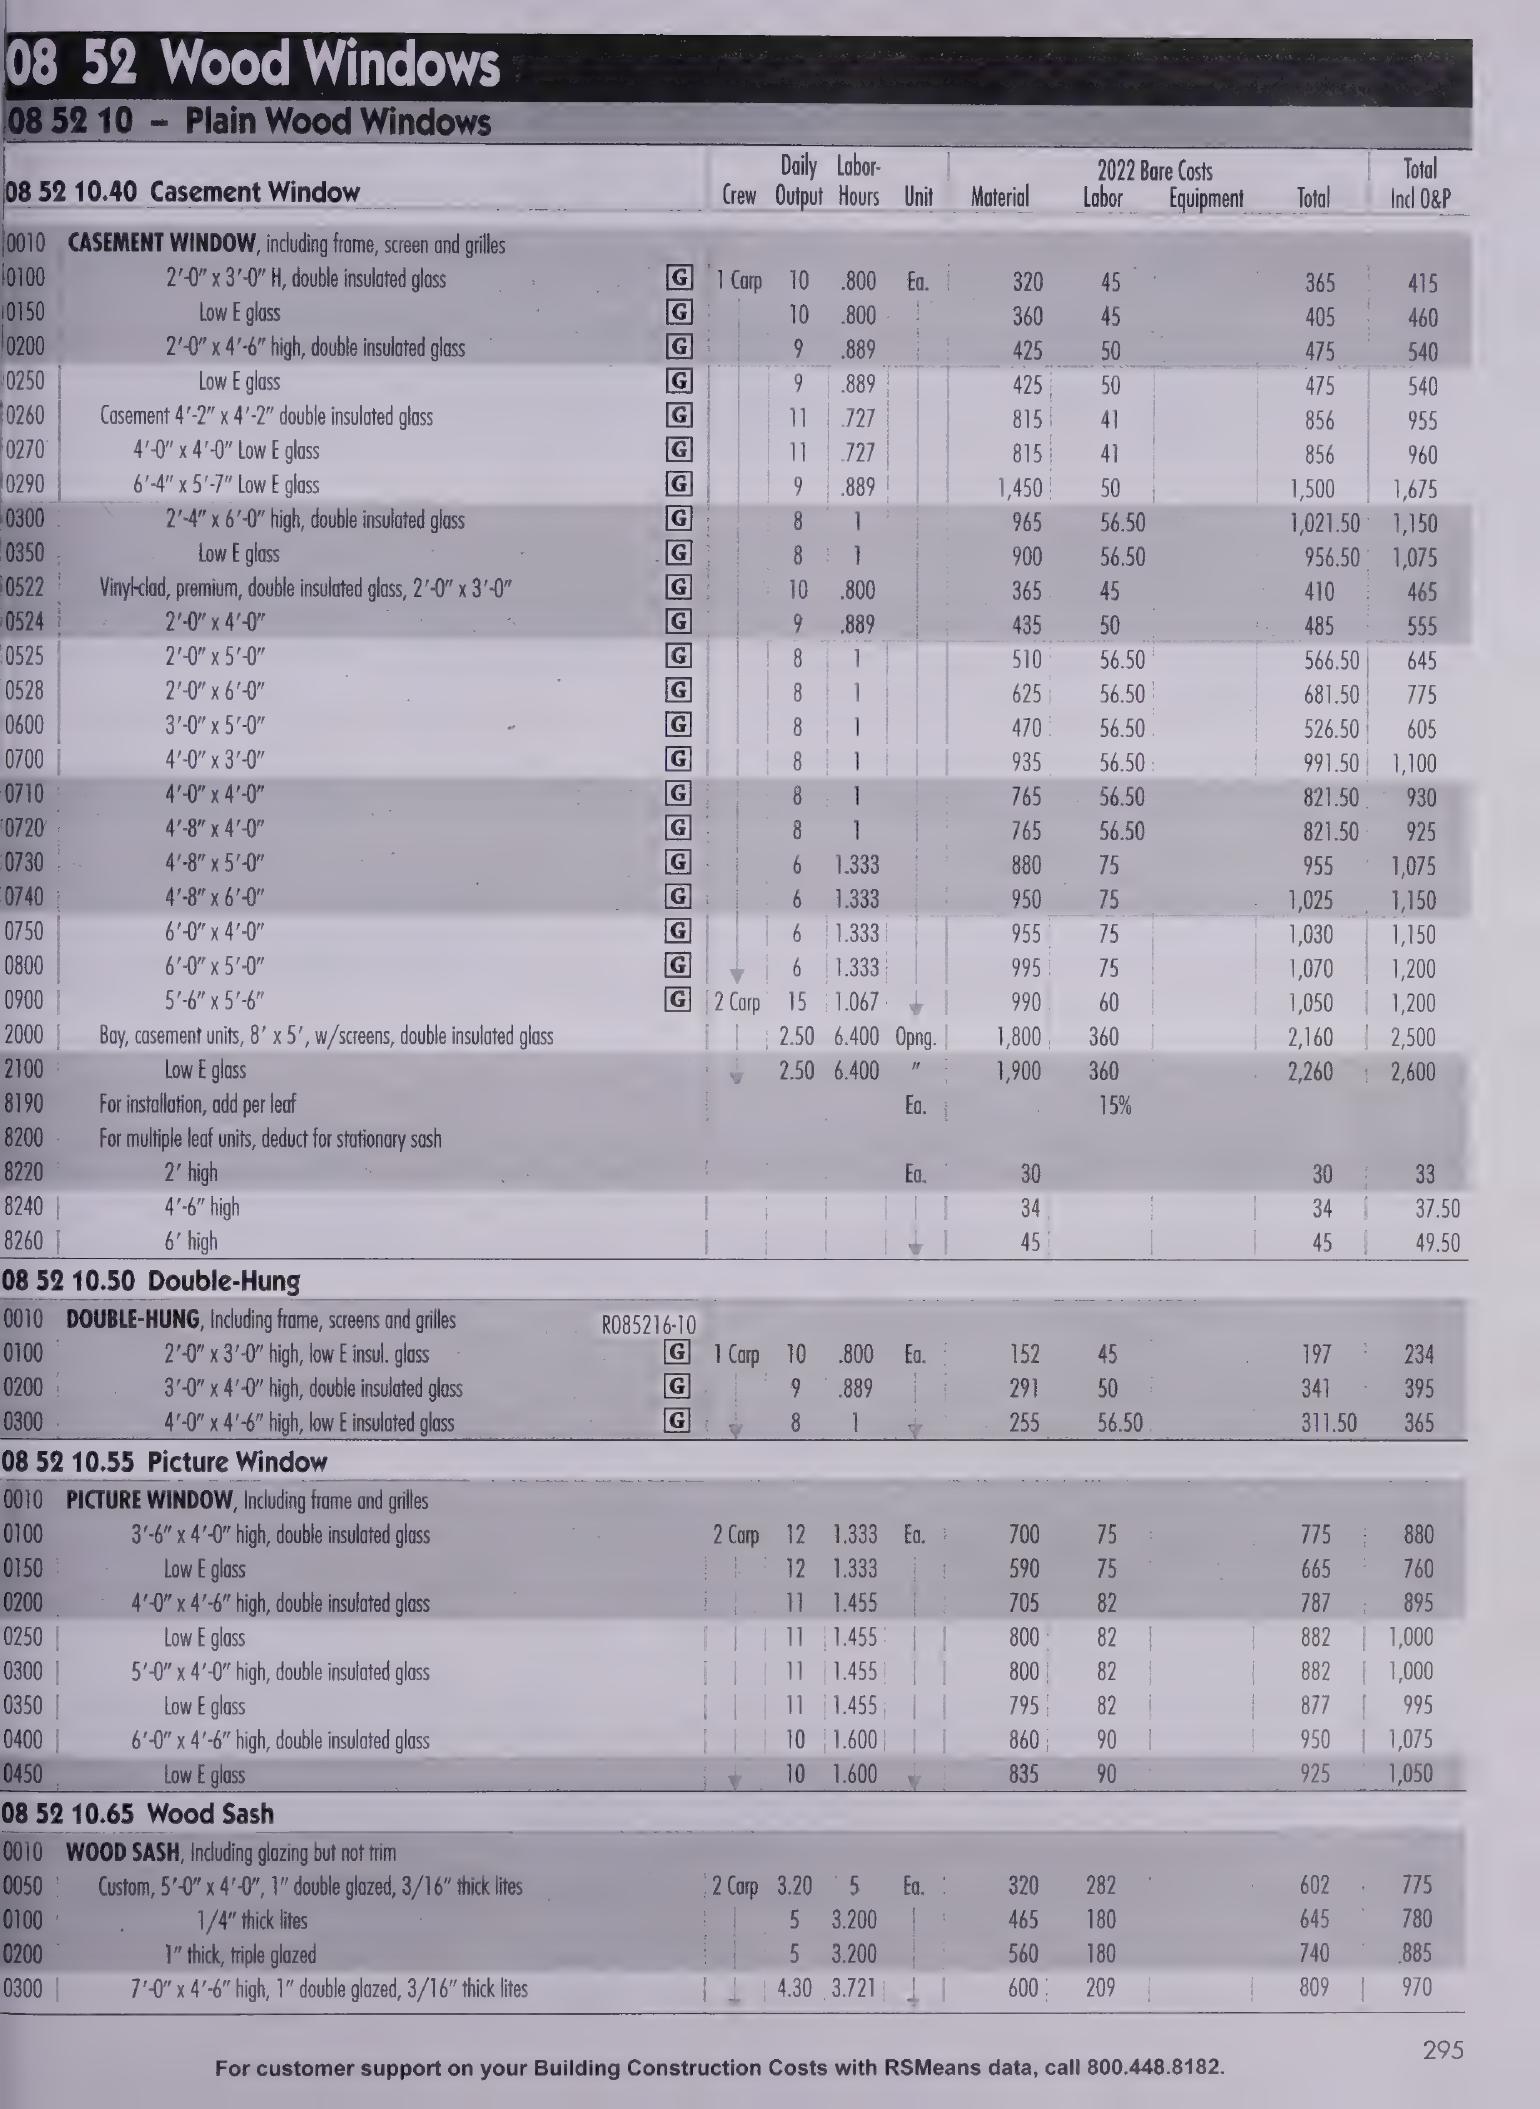 08 52 Wood Windows
08 52 10 – Plain Wood Windows
08 52 10.40 Casement Window Crew Daily Output Labor-Hours Unit Material 2022 Bare Costs Labor Equipment Total Total Incl O&P
0010 CASEMENT WINDOW, including frame, screen and grilles
0100 2'-0" x 3'-0" H, double insulated glass G 1 Carp 10 .800 Ea. 320 45 365 415
0150 Low E glass G 10 .800 360 45 405 460
0200 2'-0" x 4'-6" high, double insulated glass G 9 .889 425 50 475 540
0250 Low E glass G 9 .889 425 50 475 540
0260 Casement 4'-2" x 4'-2" double insulated glass G 11 .727 815 41 856 955
0270 4'-0" x 4'-0" Low E glass G 11 .727 815 41 856 960
0290 6'-4" x 5'-7" Low E glass G 9 .889 1,450 50 1,500 1,675
0300 2'-4" x 6'-0" high, double insulated glass G 8 1 965 56.50 1,021.50 1,150
0350 Low E glass G 8 1 900 56.50 956.50 1,075
0522 Vinyl-clad, premium, double insulated glass, 2'-0" x 3'-0" G 10 .800 365 45 410 465
0524 2'-0" x 4'-0" G 9 .889 435 50 485 555
0525 2'-0" x 5'-0" G 8 1 510 56.50 566.50 645
0528 2'-0" x 6'-0" G 8 1 625 56.50 681.50 775
0600 3'-0" x 5'-0" G 8 1 470 56.50 526.50 605
0700 4'-0" x 3'-0" G 8 1 935 56.50 991.50 1,100
0710 4'-0" x 4'-0" G 8 1 765 56.50 821.50 930
0720 4'-8" x 4'-0" G 8 1 765 56.50 821.50 925
0730 4'-8" x 5'-0" G 6 1.333 880 75 955 1,075
0740 4'-8" x 6'-0" G 6 1.333 950 75 1,025 1,150
0750 6'-0" x 4'-0" G 6 1.333 955 75 1,030 1,150
0800 6'-0" x 5'-0" G 6 1.333 995 75 1,070 1,200
0900 5'-6" x 5'-6" G 2 Carp 15 1.067 990 60 1,050 1,200
2000 Bay, casement units, 8' x 5', w/screens, double insulated glass 2.50 6.400 Opng. 1,800 360 2,160 2,500
2100 Low E glass 2.50 6.400 " 1,900 360 2,260 2,600
8190 For installation, add per leaf Ea. 15%
8200 For multiple leaf units, deduct for stationary sash
8220 2' high Ea. 30 30 33
8240 4'-6" high 34 34 37.50
8260 6' high 45 45 49.50
08 52 10.50 Double-Hung
0010 DOUBLE-HUNG, Including frame, screens and grilles R085216-10
0100 2'-0" x 3'-0" high, low E insul. glass G 1 Carp 10 .800 Ea. 152 45 197 234
0200 3'-0" x 4'-0" high, double insulated glass G 9 .889 291 50 341 395
0300 4'-0" x 4'-6" high, low E insulated glass G 8 1 255 56.50 311.50 365
08 52 10.55 Picture Window
0010 PICTURE WINDOW, Including frame and grilles
0100 3'-6" x 4'-0" high, double insulated glass 2 Carp 12 1.333 Ea. 700 75 775 880
0150 Low E glass 12 1.333 590 75 665 760
0200 4'-0" x 4'-6" high, double insulated glass 11 1.455 705 82 787 895
0250 Low E glass 11 1.455 800 82 882 1,000
0300 5'-0" x 4'-0" high, double insulated glass 11 1.455 800 82 882 1,000
0350 Low E glass 11 1.455 795 82 877 995
0400 6'-0" x 4'-6" high, double insulated glass 10 1.600 860 90 950 1,075
0450 Low E glass 10 1.600 835 90 925 1,050
08 52 10.65 Wood Sash
0010 WOOD SASH, Including glazing but not trim
0050 Custom, 5'-0" x 4'-0", 1" double glazed, 3/16" thick lites 2 Carp 3.20 5 Ea. 320 282 602 775
0100 1/4" thick lites 5 3.200 465 180 645 780
0200 1" thick, triple glazed 5 3.200 560 180 740 885
0300 7'-0" x 4'-6" high, 1" double glazed, 3/16" thick lites 4.30 3.721 600 209 809 970
295
For customer support on your Building Construction Costs with RSMeans data, call 800.448.8182.